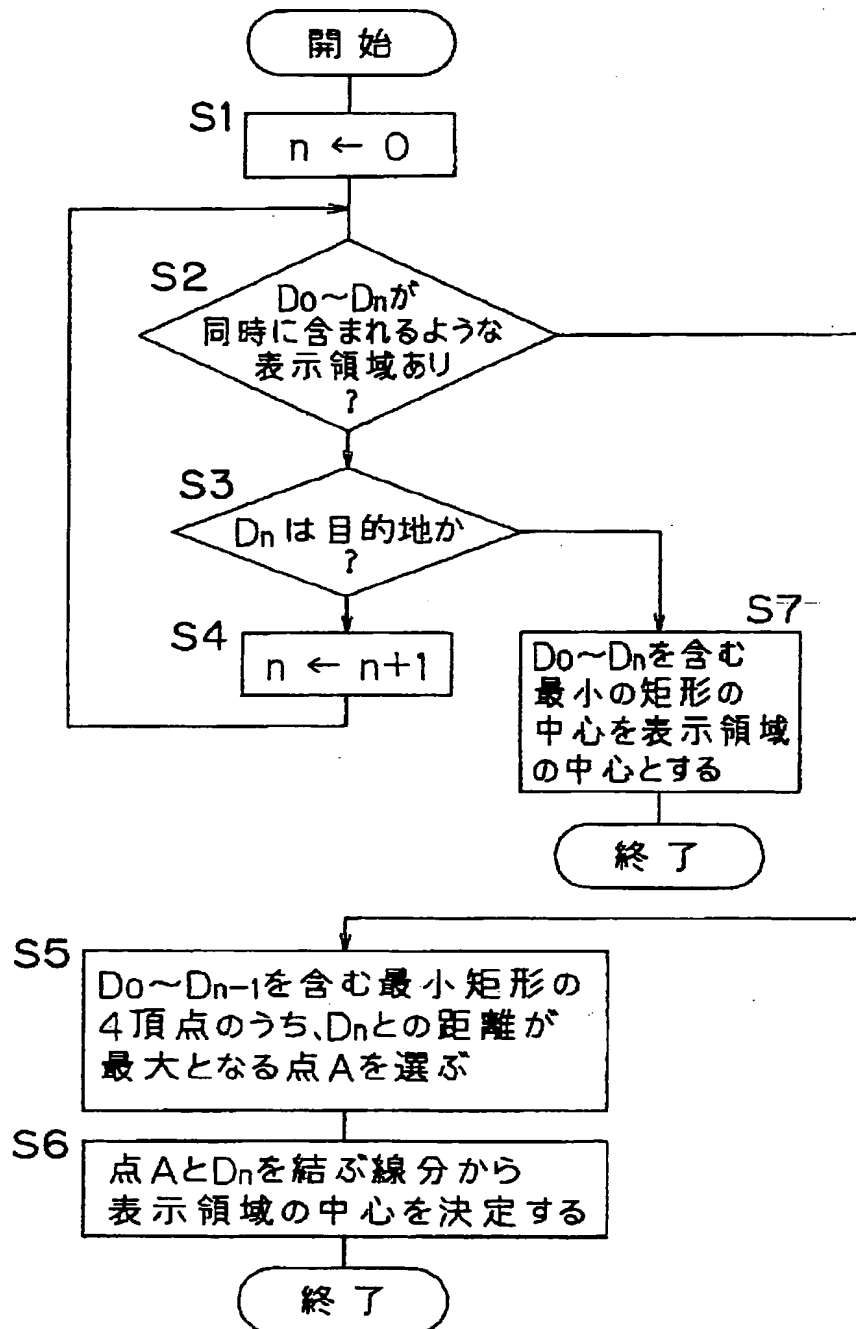 開始
S1
n ← 0
S2
D0～Dnが
同時に含まれるような
表示領域あり
?
S3
Dnは目的地か
?
S4
n ← n+1
S7
D0～Dnを含む
最小の矩形の
中心を表示領域
の中心とする
終了
S5
D0～Dn-1を含む最小矩形の
4頂点のうち、Dnとの距離が
最大となる点Aを選ぶ
S6
点AとDnを結ぶ線分から
表示領域の中心を決定する
終了